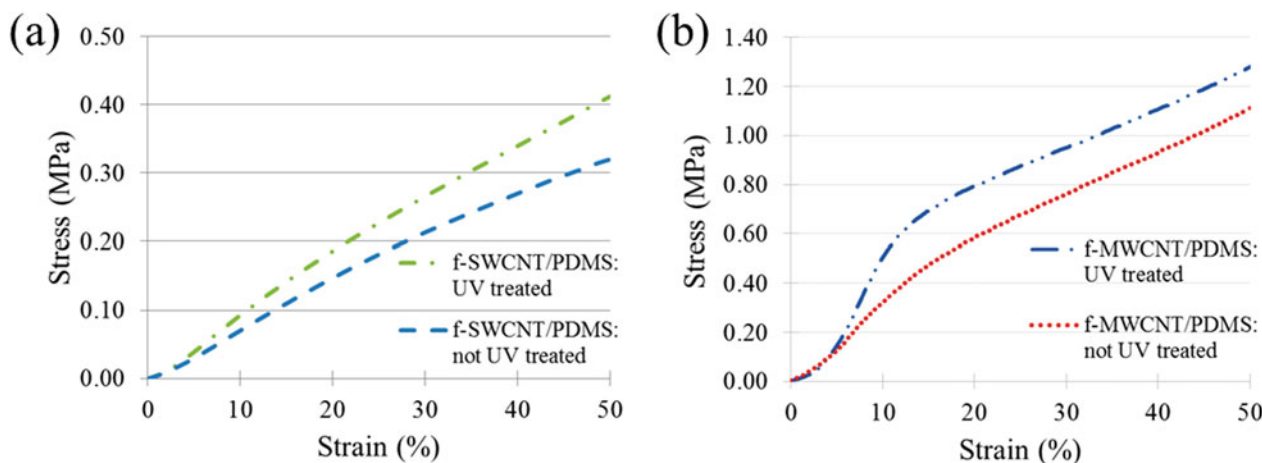 (a)
0.50
0.40
0.30
0.20
0.10
0.00
Stress (MPa)
0 10 20 30 40 50
Strain (%)
f-SWCNT/PDMS:
UV treated
f-SWCNT/PDMS:
not UV treated
(b)
1.40
1.20
1.00
0.80
0.60
0.40
0.20
0.00
Stress (MPa)
0 10 20 30 40 50
Strain (%)
f-MWCNT/PDMS:
UV treated
f-MWCNT/PDMS:
not UV treated